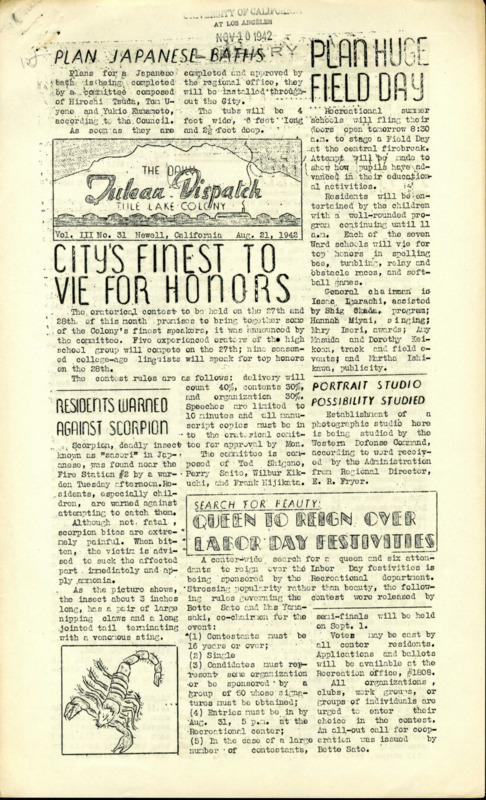 UNIVERSITY OF CALIFORNIA
AT LOS ANGELES
NOV 10 1942
LIBRARY
PLAN JAPANESE BATHS
Plans for a Japanese
bath is being completed
by a committee composed
of Hiroshi Tsuda, Tom U-
yeno and Yukio Kumamoto,
according to the Council.
As soon as they are
completed and approved by
the regional office, they
will be installed through-
out the City.
The tubs will be 4
feet wide, 6 feet long
and 2½ feet deep.
PLAN HUGE
FIELD DAY
Recreational summer
schools will fling their
doors open tomorrow 8:30
a.m. to stage a Field Day
at the central firebreak.
Attempt will be made to
show how pupils have ad-
vanced in their education-
al activities.
Residents will be en-
tertained by the children
with a well-rounded pro-
gram continuing until 11
a.m. Each of the seven
Ward schools will vie for
top honors in spelling
bee, tumbling, relay and
obstacle races, and soft-
ball games.
General chairman is
Isaac Igarachi, assisted
by Shig Okada, program;
Hannah Miyai, singing;
Mary Iseri, awards; Amy
Masuda and Dorothy Kei-
kowa, track and field e-
vents; and Martha Ishi-
kawa, publicity.
THE DAILY
Tulean Dispatch
TULE LAKE COLONY
Vol. III No. 31 Newell, California Aug. 21, 1942
CITY'S FINEST TO
VIE FOR HONORS
The oratorical contest to be held on the 27th and
28th of this month promises to bring together some
of the Colony's finest speakers, it was announced by
the committee. Five experienced orators of the high
school group will compete on the 27th; nine season-
ed college-age linguists will speak for top honors
on the 28th.
The contest rules are as follows: delivery will
count 40%, contents 30%,
and organization 30%.
Speeches are limited to
10 minutes and all manu-
script copies must be in
to the oratorical comit-
tee for approval by Mon.
The committee is com-
posed of Ted Shigeno,
Perry Saito, Wilbur Kik-
uchi, and Frank Hijikata.
RESIDENTS WARNED
AGAINST SCORPION
Scorpion, deadly insect
known as "sasori" in Jap-
anese, was found near the
Fire Station #2 by a war-
den Tuesday afternoon. Re-
sidents, especially chil-
dren, are warned against
attempting to catch them.
Although not fatal,
scorpion bites are extre-
mely painful. When bit-
ten, the victim is advi-
sed to suck the affected
part immediately and ap-
ply ammonia.
As the picture shows,
the insect about 3 inches
long, has a pair of large
nipping claws and a long
jointed tail terminated
with a venomous sting.
PORTRAIT STUDIO
POSSIBILITY STUDIED
Establishment of a
photographic studio here
is being studied by the
Western Defense Command,
according to word receiv-
ed by the Administration
from Regional Director,
E. R. Fryer.
SEARCH FOR BEAUTY:
QUEEN TO REIGN OVER
LABOR DAY FESTIVITIES
A center-wide search for a queen and six atten-
dants to reign over the Labor Day festivities is
being sponsored by the Recreational department.
Stressing popularity rather than beauty, the follow-
ing rules governing the contest were released by
Bette Sato and Mas Yama-
saki, co-chairmen for the
event:
(1) Contestants must be
16 years or over;
(2) Single
(3) Candidates must rep-
resent some organization
or be sponsored by a
group of 50 whose signa-
tures must be obtained;
(4) Entries must be in by
Aug. 31, 5 p.m. at the
Recreational center;
(5) In the case of a large
number of contestants,
semi-finals will be held
on Sept. 1.
Votes may be cast by
all center residents.
Applications and ballots
will be available at the
Recreation office, #1808.
All organizations,
clubs, work groups, or
groups of individuals are
urged to enter their
choice in the contest.
An all-out call for coop-
eration was issued by
Bette Sato.